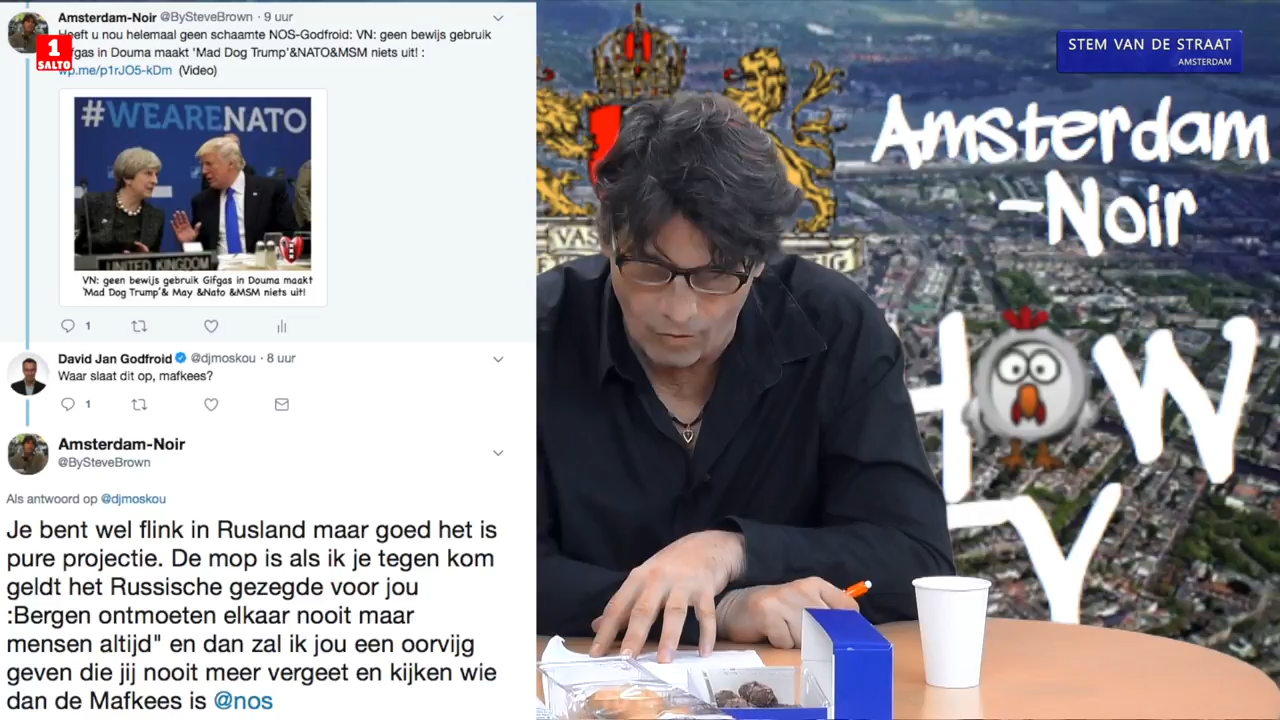 Amsterdam-Noir @BySteveBrown · 9 uur
eft u nou helemaal geen schaamte NOS-Godfroid: VN: geen bewijs gebruik
ifgas in Douma maakt 'Mad Dog Trump'&NATO&MSM niets uit! :
wp.me/p1rJO5-kDm (Video)
1
SALTO
#WEARENATO
UNITED KINGDOM
VN: geen bewijs gebruik Gifgas in Douma maakt
'Mad Dog Trump'& May &Nato &MSM niets uit!
1
David Jan Godfroid @djmoskou · 8 uur
Waar slaat dit op, mafkees?
1
Amsterdam-Noir
@BySteveBrown
Als antwoord op @djmoskou
Je bent wel flink in Rusland maar goed het is
pure projectie. De mop is als ik je tegen kom
geldt het Russische gezegde voor jou
:Bergen ontmoeten elkaar nooit maar
mensen altijd" en dan zal ik jou een oorvijg
geven die jij nooit meer vergeet en kijken wie
dan de Mafkees is @nos
STEM VAN DE STRAAT
AMSTERDAM
Amsterdam
-Noir
VAS
HOW
Y